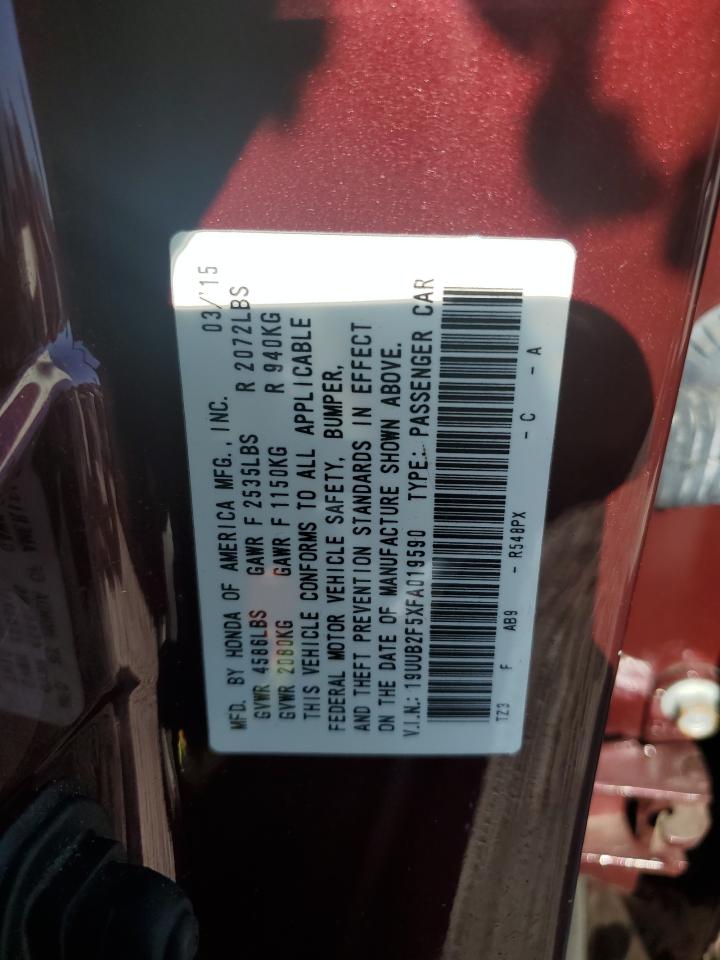 MFD. BY HONDA OF AMERICA MFG., INC. 03/'15
GVWR 4586LBS GAWR F 2535LBS R 2072LBS
GVWR 2080KG GAWR F 1150KG R 940KG
THIS VEHICLE CONFORMS TO ALL APPLICABLE
FEDERAL MOTOR VEHICLE SAFETY, BUMPER,
AND THEFT PREVENTION STANDARDS IN EFFECT
ON THE DATE OF MANUFACTURE SHOWN ABOVE.
V.I.N.: 19UUB2F5XFA019590 TYPE: PASSENGER CAR
TZ3 F AB9 - R548PX - C - A